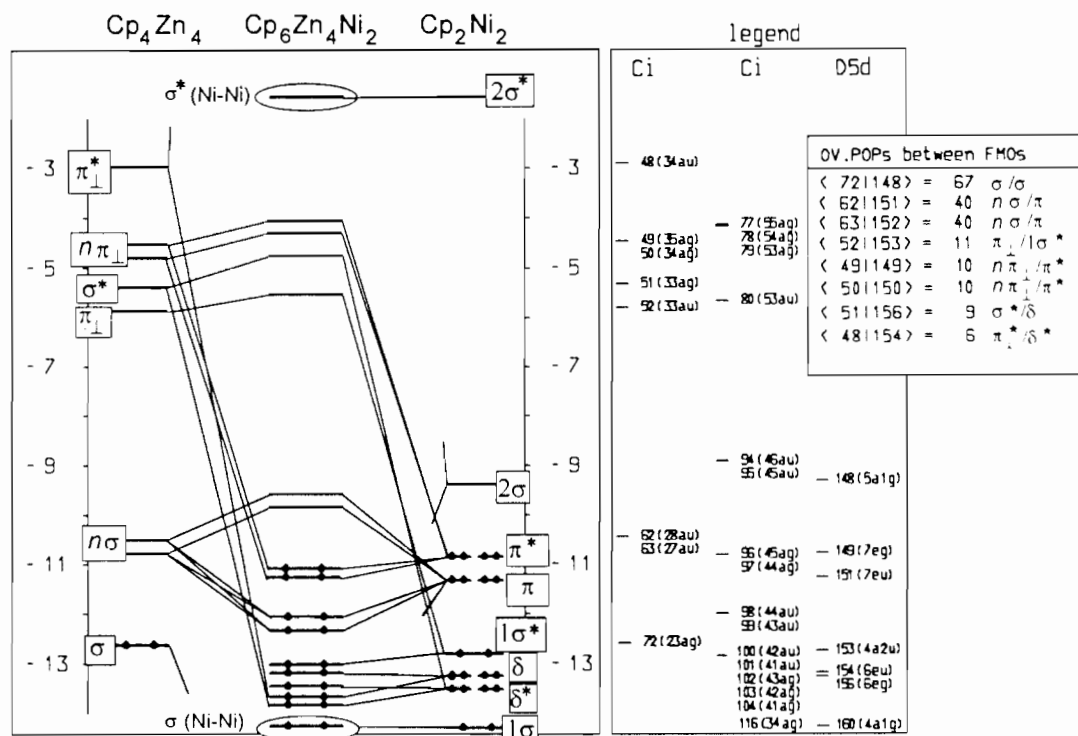 Cp₄Zn₄ Cp₆Zn₄Ni₂ Cp₂Ni₂
legend
Ci Ci D5d
σ* (Ni-Ni)
2σ*
- 3 - 3
π⊥*
n π⊥
- 5 - 5
σ*
π⊥
- 7 - 7
- 9 - 9
2σ
nσ
- 11 - 11
π*
π
1σ*
σ
- 13 - 13
δ
δ*
σ (Ni-Ni)
1σ
48(34au)
49(35ag)
50(34ag)
51(33ag)
52(33au)
62(28au)
63(27au)
72(23ag)
77(55ag)
78(54ag)
79(53ag)
80(53au)
94(46au)
95(45au)
96(45ag)
97(44ag)
98(44au)
99(43au)
100(42au)
101(41au)
102(43ag)
103(42ag)
104(41ag)
116(34ag)
148(5a1g)
149(7eg)
151(7eu)
153(4a2u)
154(6eu)
156(6eg)
160(4a1g)
OV.POPs between FMOs
< 72|148> = 67 σ/σ
< 62|151> = 40 nσ/π
< 63|152> = 40 nσ/π
< 52|153> = 11 π⊥/1σ*
< 49|149> = 10 nπ⊥/π*
< 50|150> = 10 nπ⊥/π*
< 51|156> = 9 σ*/δ
< 48|154> = 6 π⊥*/δ*